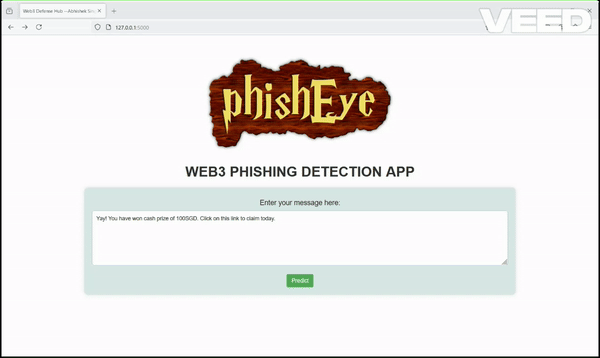 Web3 Defense Hub – Abhishek
VEED
127.0.0.1:5000
phishEye
WEB3 PHISHING DETECTION APP
Enter your message here:
Yay! You have won cash prize of 100SGD. Click on this link to claim today.
Predict